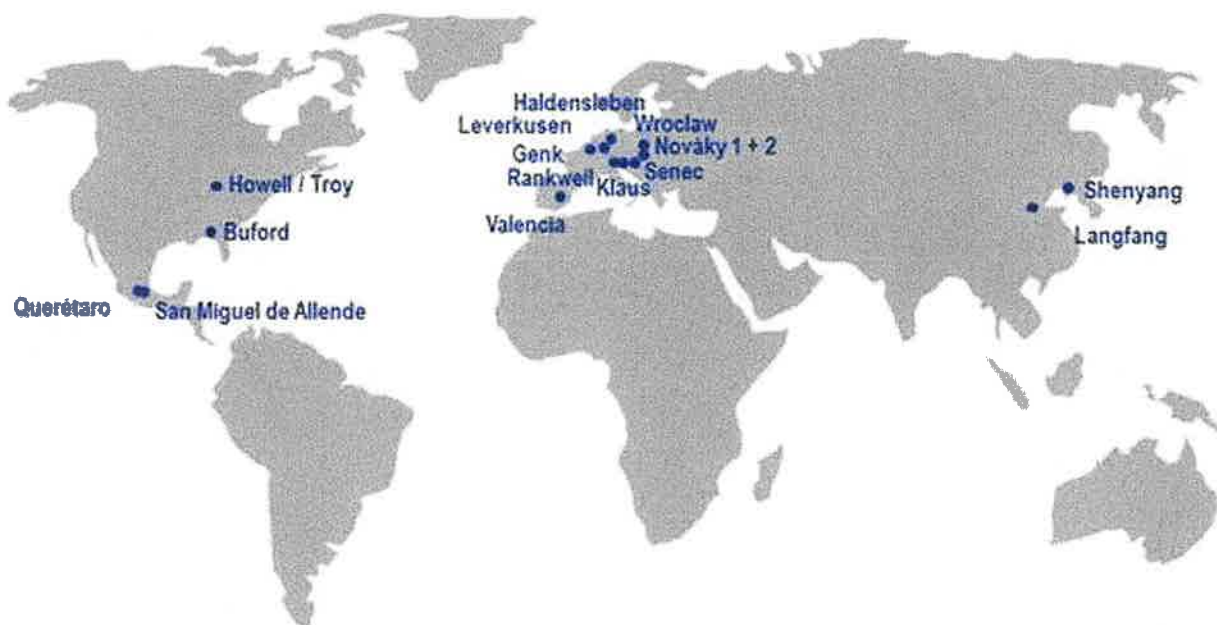 Haldensleben
Leverkusen
Wroclaw
Genk
Nováky 1 + 2
Rankweil
Klaus
Senec
Valencia
Howell / Troy
Buford
Querétaro
San Miguel de Allende
Shenyang
Langfang